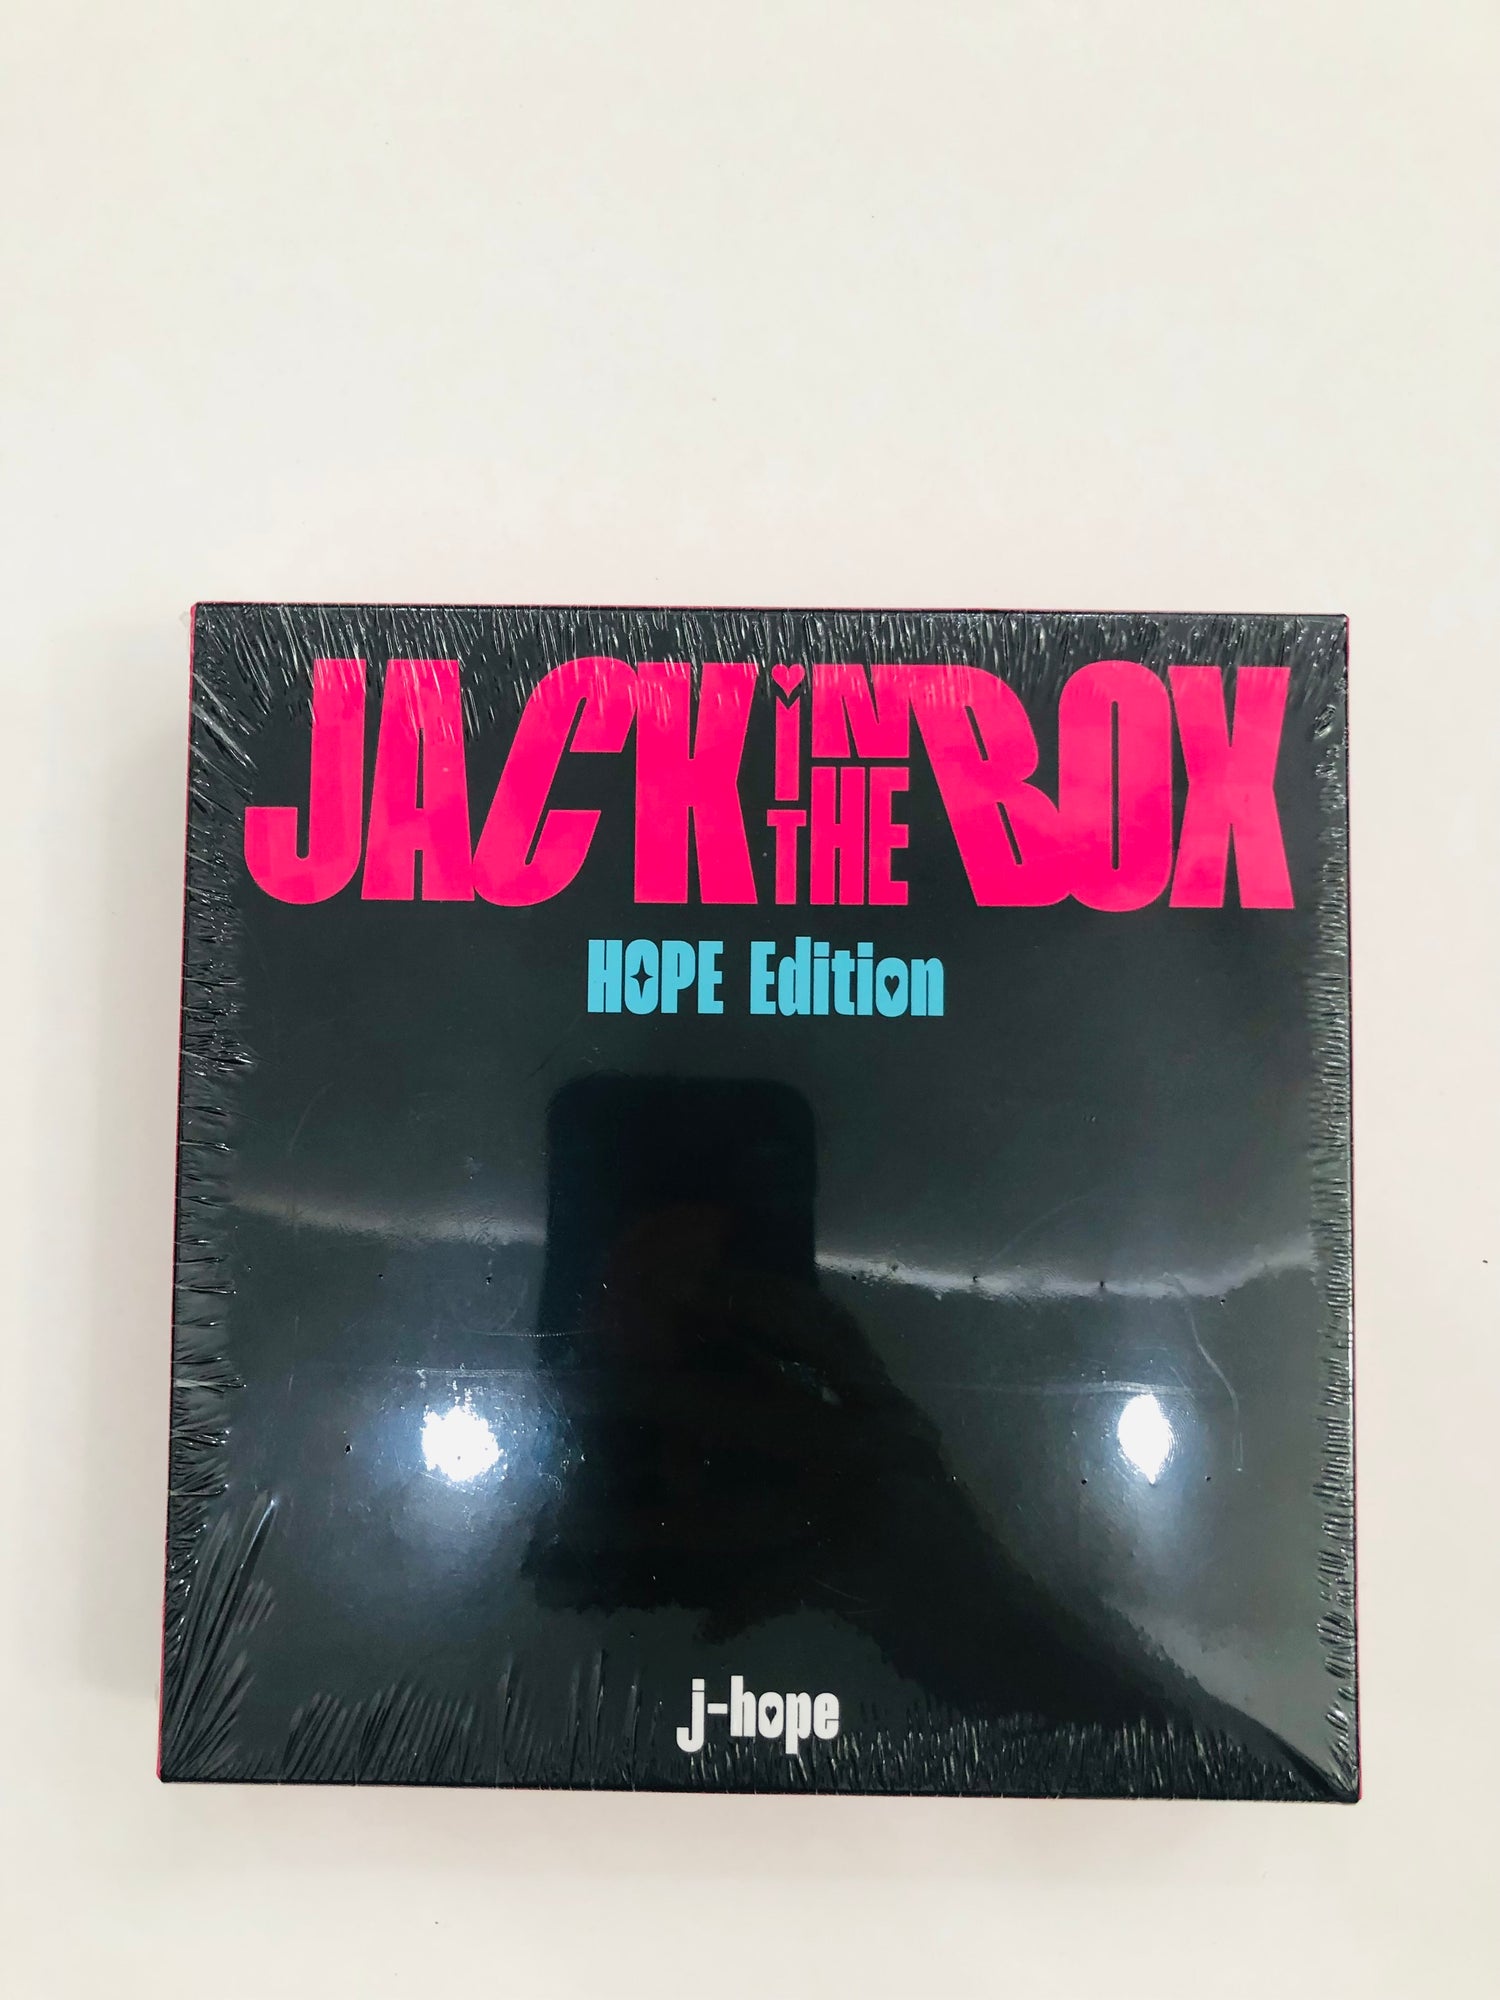 JACK iN THE BOX
HOPE Edition
j-hope